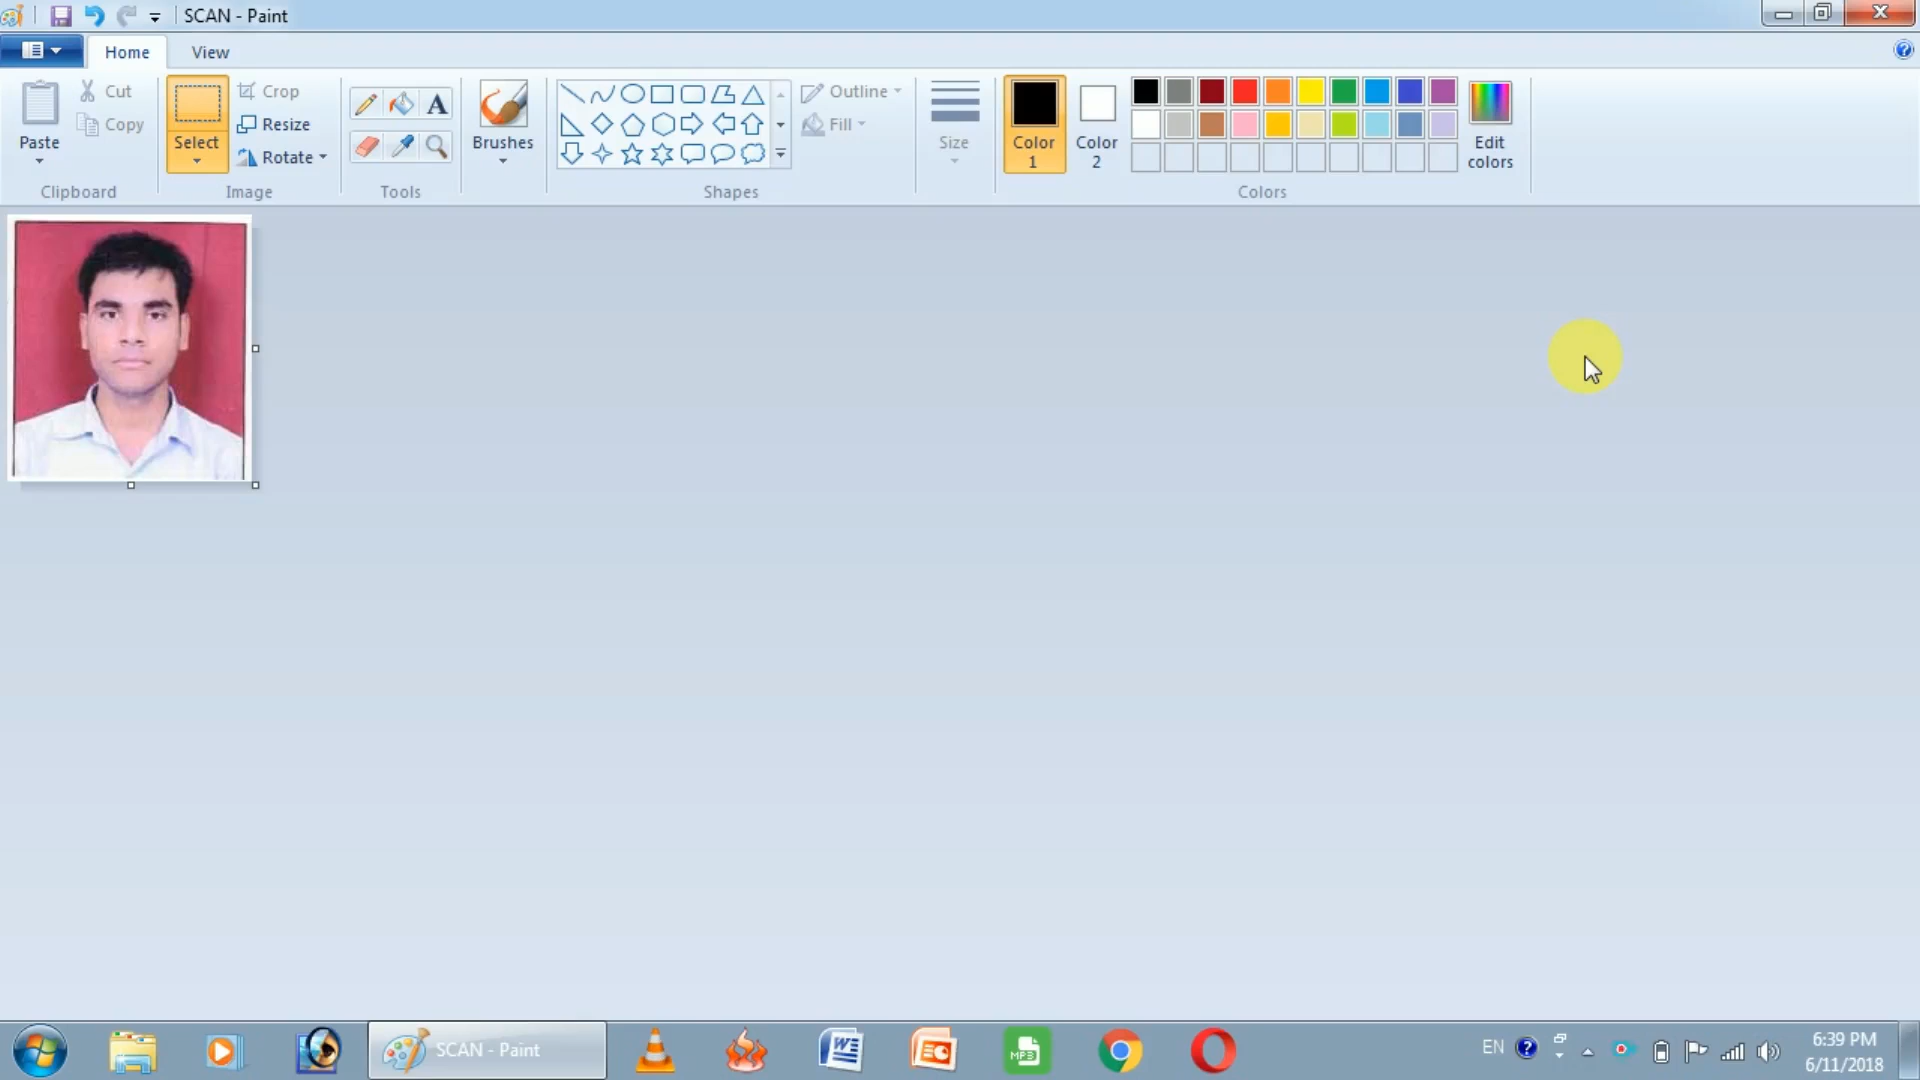 SCAN - Paint
Home View
Paste
Cut
Copy
Clipboard
Select
Crop
Resize
Rotate
Image
A
Tools
Brushes
Shapes
Outline
Fill
Size
Color
1
Color
2
Edit
colors
Colors
SCAN - Paint
MP3
EN
6:39 PM
6/11/2018